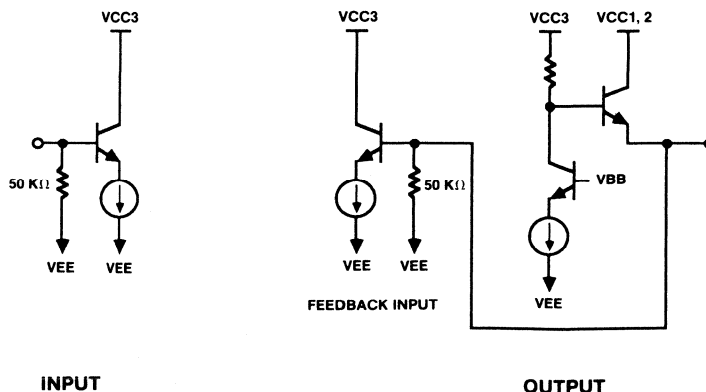 VCC3
50 KΩ
VEE
VEE
INPUT
VCC3
50 KΩ
VEE
VEE
FEEDBACK INPUT
VCC3
VCC1, 2
VBB
VEE
OUTPUT